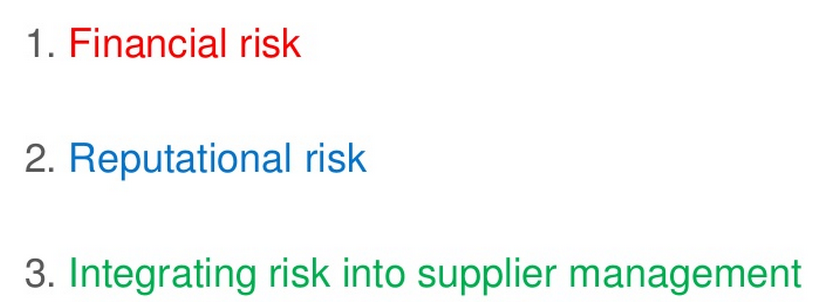 1. Financial risk
2. Reputational risk
3. Integrating risk into supplier management